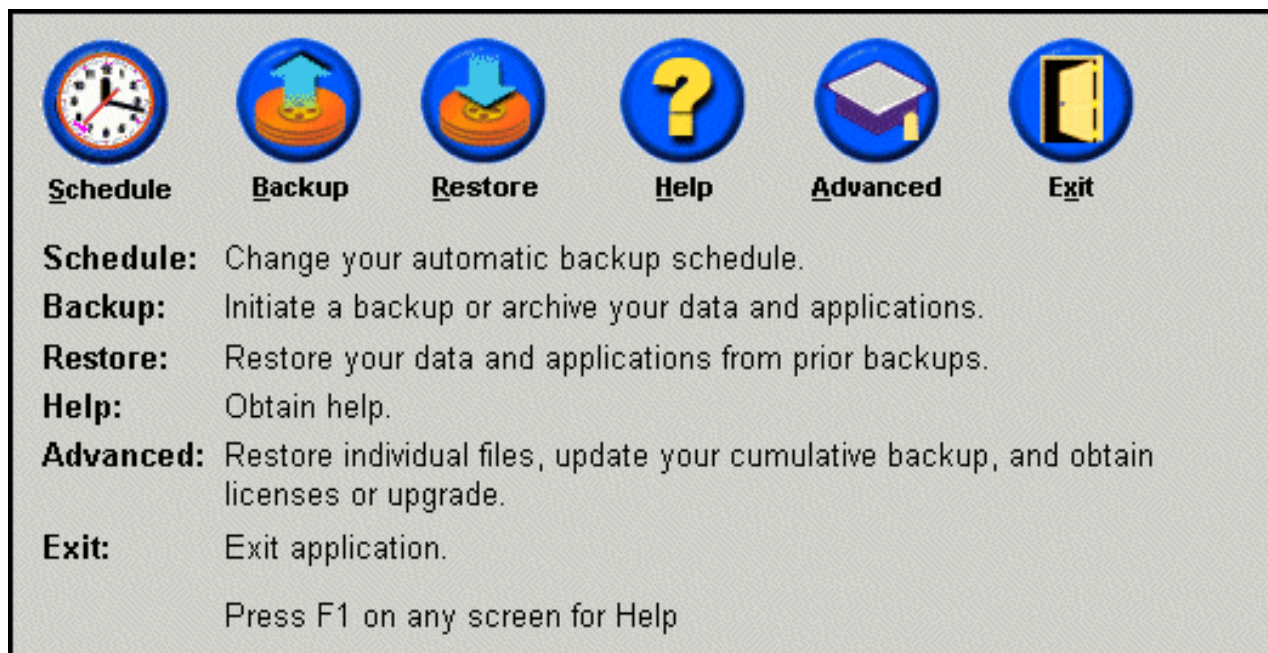 Schedule Backup Restore Help Advanced Exit
Schedule: Change your automatic backup schedule.
Backup: Initiate a backup or archive your data and applications.
Restore: Restore your data and applications from prior backups.
Help: Obtain help.
Advanced: Restore individual files, update your cumulative backup, and obtain
licenses or upgrade.
Exit: Exit application.
Press F1 on any screen for Help